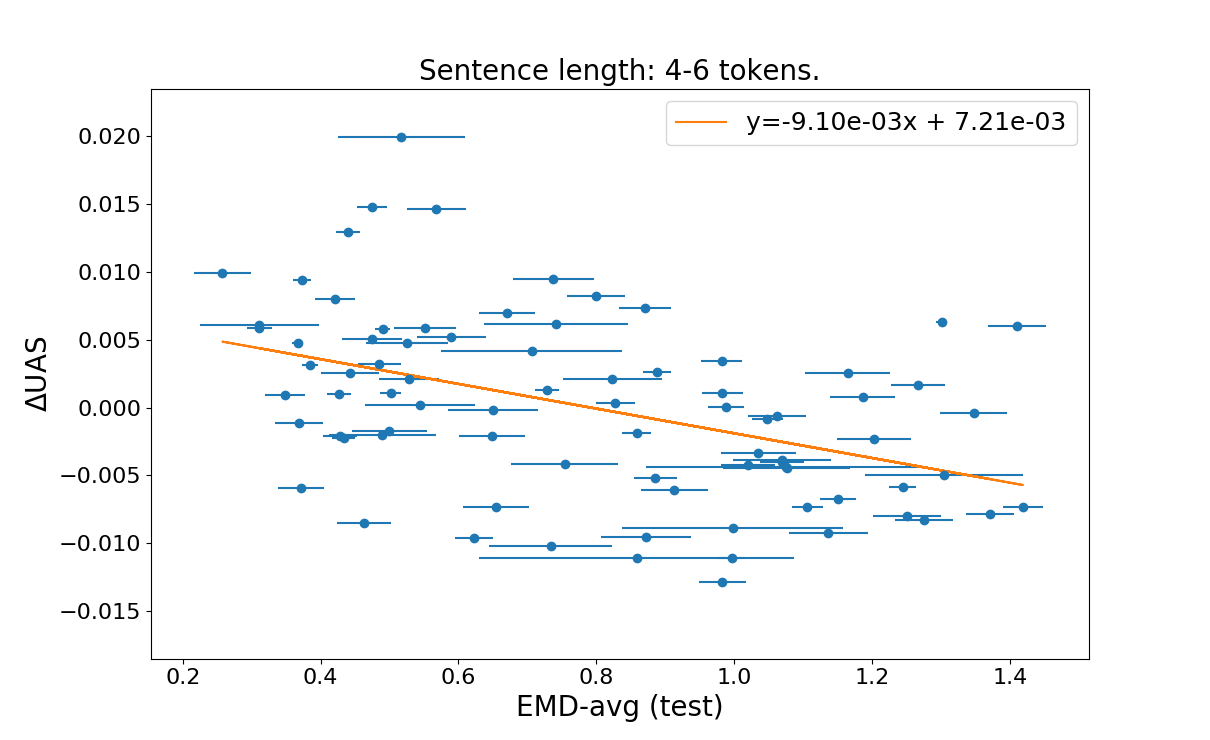 Sentence length: 4-6 tokens.
y=-9.10e-03x + 7.21e-03
0.020
0.015
0.010
0.005
0.000
−0.005
−0.010
−0.015
ΔUAS
0.2 0.4 0.6 0.8 1.0 1.2 1.4
EMD-avg (test)